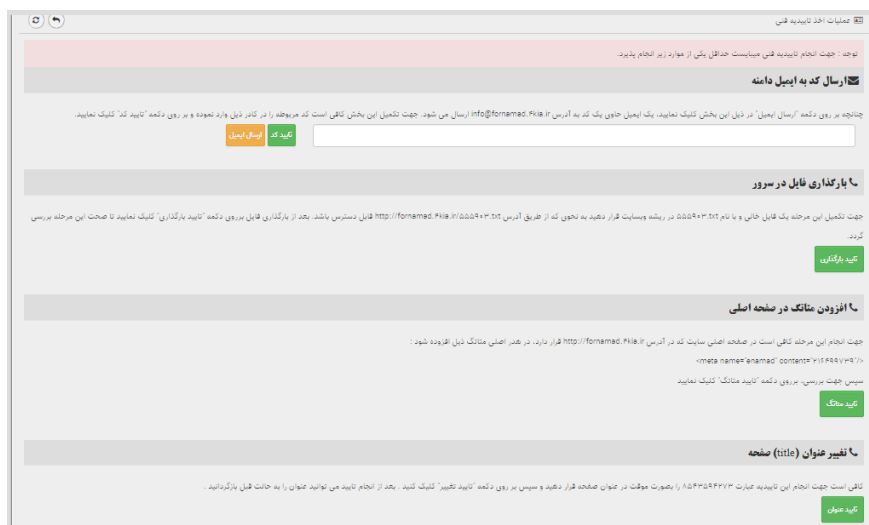 عملیات اخذ تاییدیه فنی
توجه : جهت انجام تاییدیه فنی میبایست حداقل یکی از موارد زیر انجام پذیرد.
ارسال کد به ایمیل دامنه
چنانچه بر روی دکمه "ارسال ایمیل" در ذیل این بخش کلیک نمایید، یک ایمیل حاوی یک کد به آدرس info@fornamad.۴kia.ir ارسال می شود. جهت تکمیل این بخش کافی است کد مربوطه را در کادر ذیل وارد نموده و بر روی دکمه "تایید کد" کلیک نمایید.
تایید کد ارسال ایمیل
بارگذاری فایل در سرور
جهت تکمیل این مرحله یک فایل خالی و با نام ۵۵۵۹۰۳.txt در ریشه وبسایت قرار دهید به نحوی که از طریق آدرس http://fornamad.۴kia.ir/۵۵۵۹۰۳.txt قابل دسترس باشد. بعد از بارگذاری فایل برروی دکمه "تایید بارگذاری" کلیک نمایید تا صحت این مرحله بررسی
گردد.
تایید بارگذاری
افزودن متاتگ در صفحه اصلی
جهت انجام این مرحله کافی است در صفحه اصلی سایت که در آدرس http://fornamad.۴kia.ir قرار دارد، در هدر اصلی متاتگ ذیل افزوده شود :
<meta name="enamad" content="۲۱۶۴۹۹۷۳۹"/>
سپس جهت بررسی، برروی دکمه "تایید متاتگ" کلیک نمایید
تایید متاتگ
تغییر عنوان (title) صفحه
کافی است جهت انجام این تاییدیه عبارت ۸۵۴۳۵۹۴۲۷۳ را بصورت موقت در عنوان صفحه قرار دهید و سپس بر روی دکمه "تایید تغییر" کلیک کنید . بعد از انجام تایید می توانید عنوان را به حالت قبل بازگردانید .
تایید عنوان